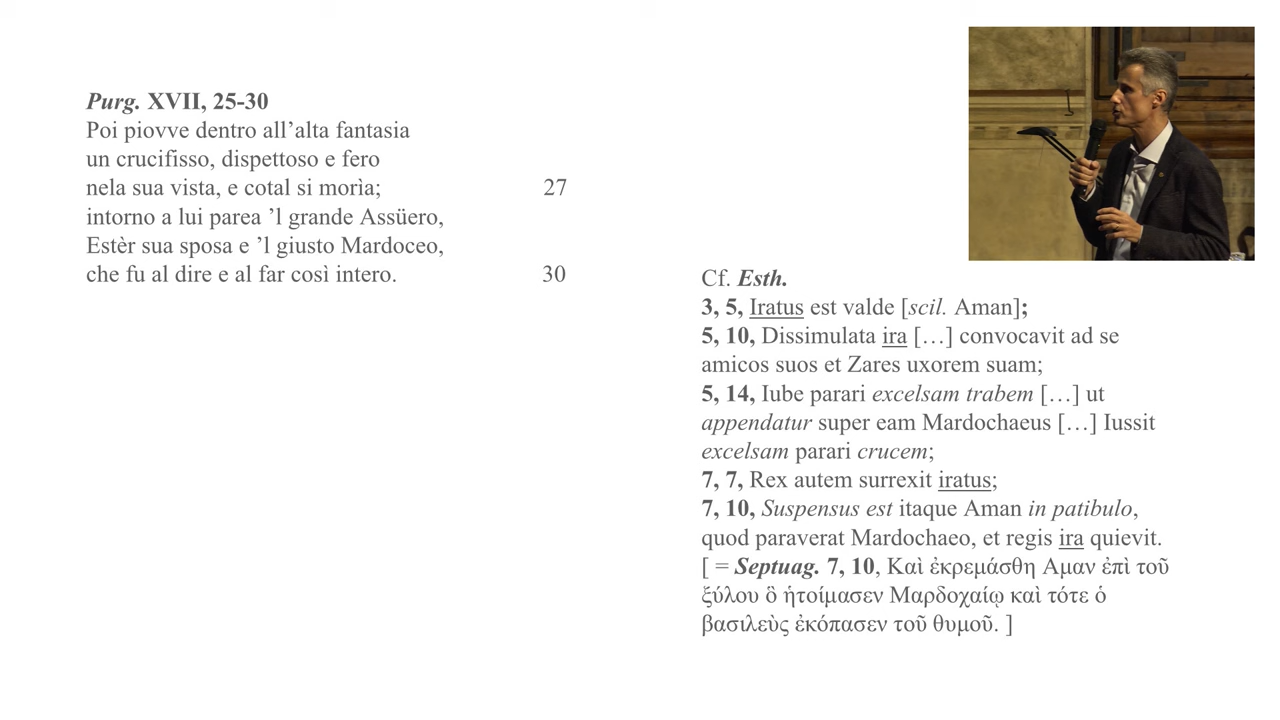 Purg. XVII, 25-30
Poi piovve dentro all’alta fantasia
un crucifisso, dispettoso e fero
nela sua vista, e cotal si morìa; 27
intorno a lui parea ’l grande Assüero,
Estèr sua sposa e ’l giusto Mardoceo,
che fu al dire e al far così intero. 30
Cf. Esth.
3, 5, Iratus est valde [scil. Aman];
5, 10, Dissimulata ira […] convocavit ad se
amicos suos et Zares uxorem suam;
5, 14, Iube parari excelsam trabem […] ut
appendatur super eam Mardochaeus […] Iussit
excelsam parari crucem;
7, 7, Rex autem surrexit iratus;
7, 10, Suspensus est itaque Aman in patibulo,
quod paraverat Mardochaeo, et regis ira quievit.
[ = Septuag. 7, 10, Καὶ ἐκρεμάσθη Αμαν ἐπὶ τοῦ
ξύλου ὃ ἡτοίμασεν Μαρδοχαίῳ καὶ τότε ὁ
βασιλεὺς ἐκόπασεν τοῦ θυμοῦ. ]